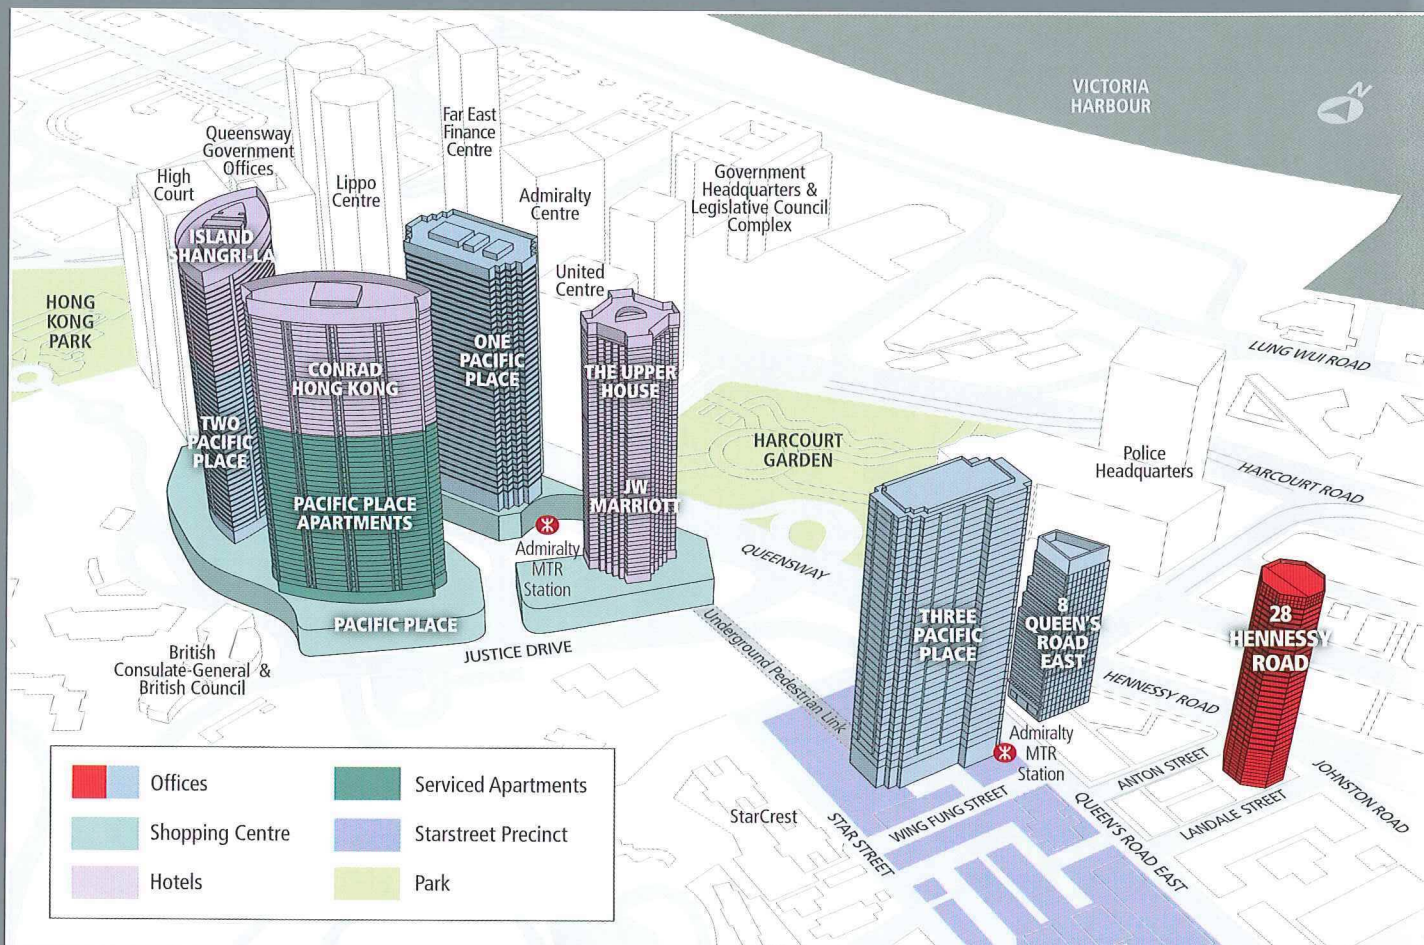 VICTORIA
HARBOUR
N
Far East
Finance
Centre
Queensway
Government
Offices
High
Court
Lippo
Centre
Admiralty
Centre
Government
Headquarters &
Legislative Council
Complex
ISLAND
SHANGRI-LA
United
Centre
HONG
KONG
PARK
ONE
PACIFIC
PLACE
CONRAD
HONG KONG
THE UPPER
HOUSE
LUNG WUI ROAD
TWO
PACIFIC
PLACE
HARCOURT
GARDEN
Police
Headquarters
HARCOURT ROAD
PACIFIC PLACE
APARTMENTS
JW
MARRIOTT
Admiralty
MTR
Station
QUEENSWAY
PACIFIC PLACE
JUSTICE DRIVE
Underground Pedestrian Link
THREE
PACIFIC
PLACE
8
QUEEN'S
ROAD
EAST
28
HENNESSY
ROAD
British
Consulate-General &
British Council
HENNESSY ROAD
Admiralty
MTR
Station
ANTON STREET
JOHNSTON ROAD
LANDALE STREET
QUEEN'S ROAD EAST
WING FUNG STREET
STAR STREET
StarCrest
Offices
Serviced Apartments
Shopping Centre
Starstreet Precinct
Hotels
Park